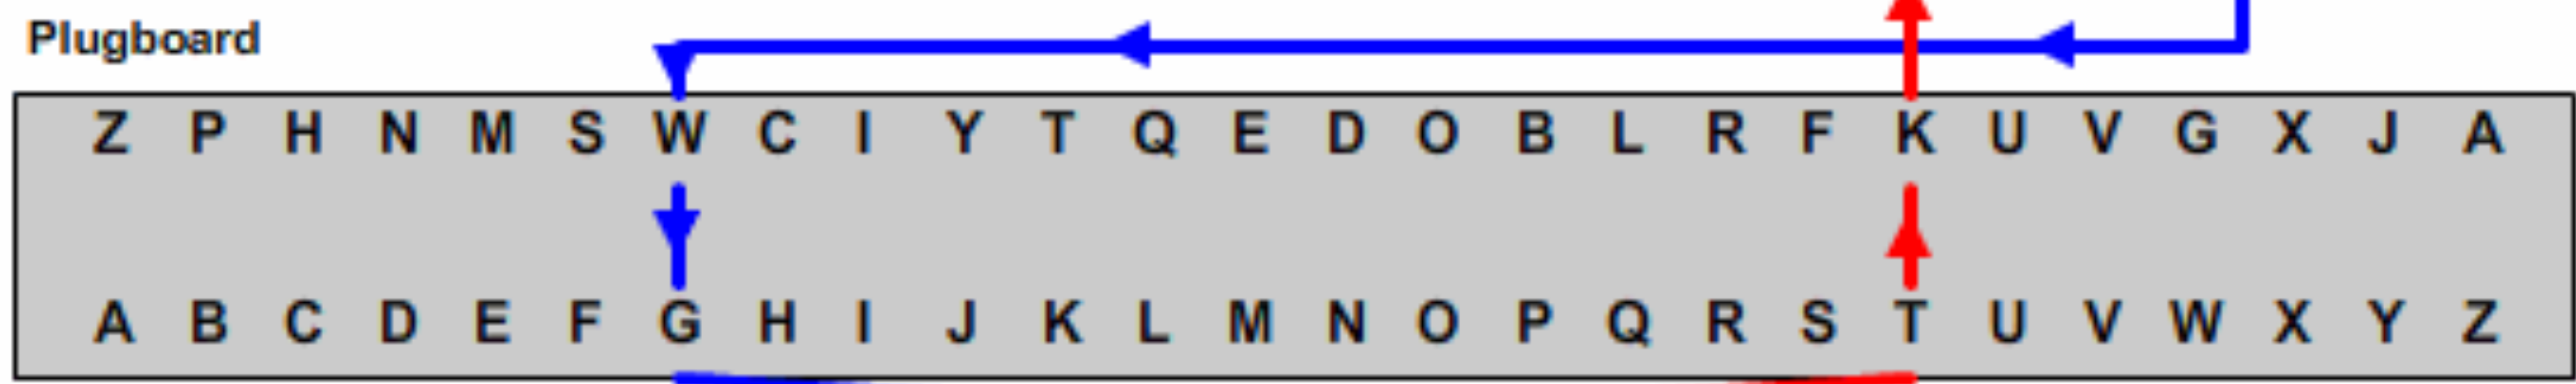 Plugboard
Z P H N M S W C I Y T Q E D O B L R F K U V G X J A
A B C D E F G H I J K L M N O P Q R S T U V W X Y Z